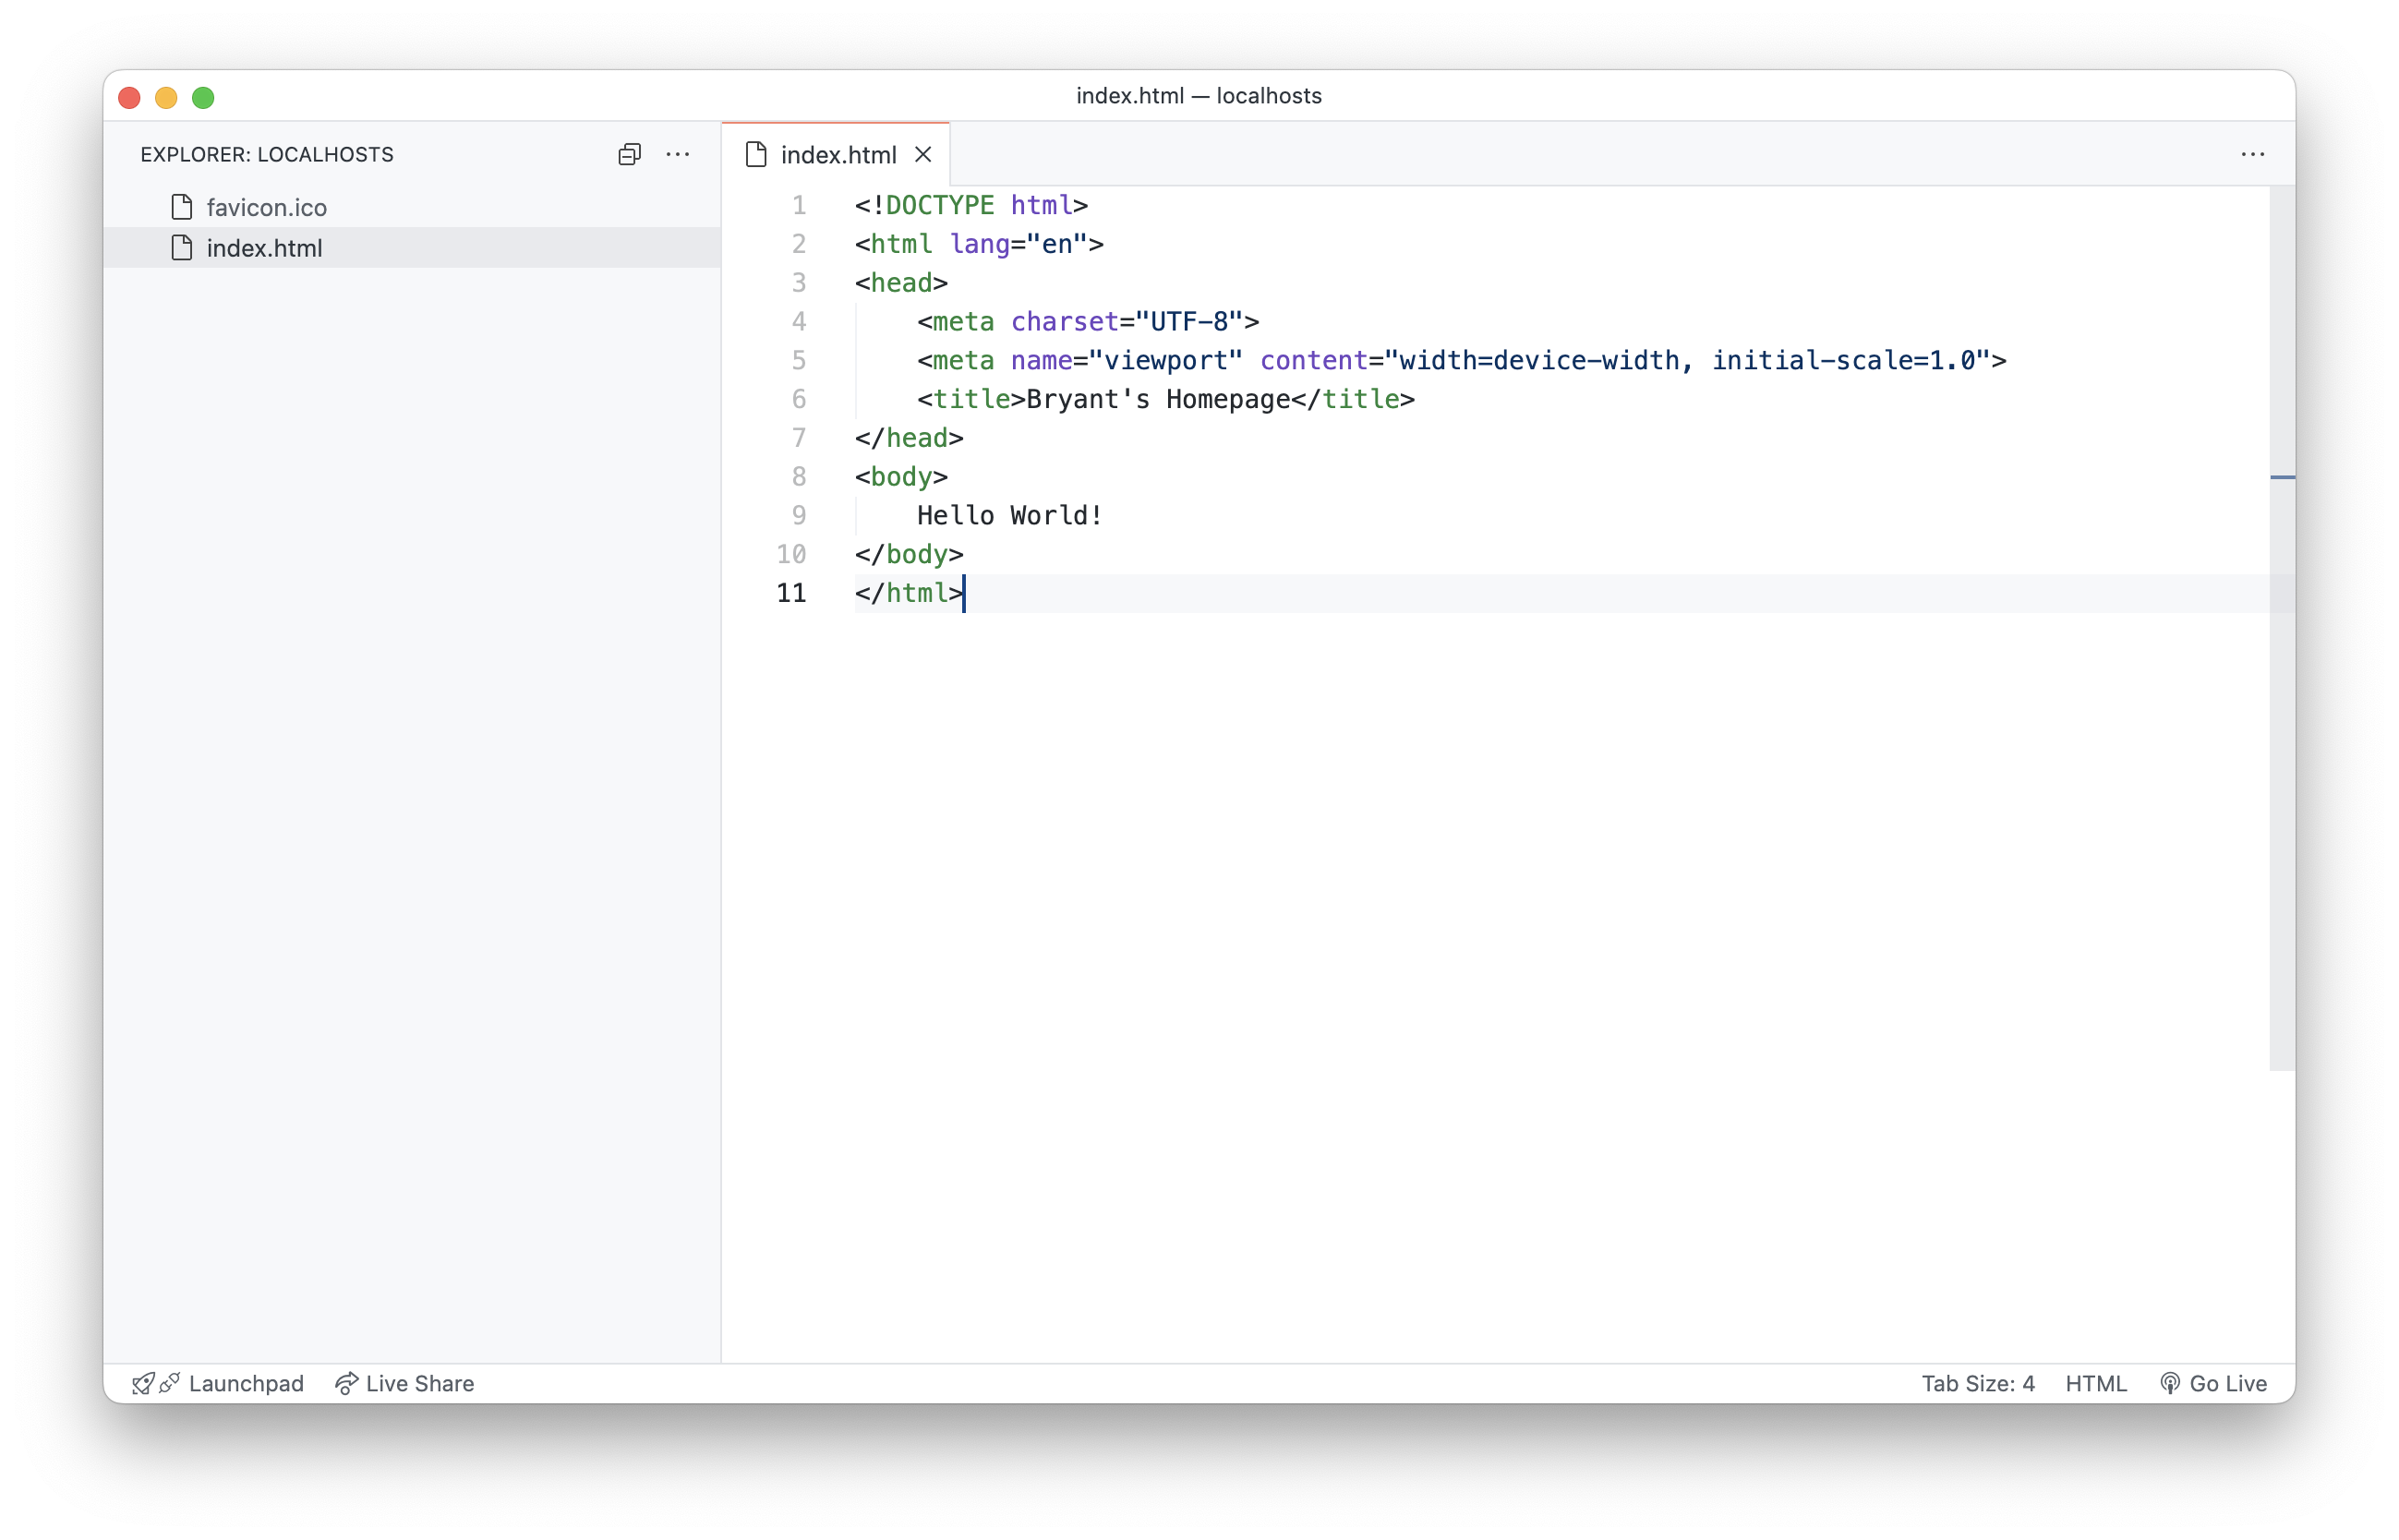 index.html — localhosts
EXPLORER: LOCALHOSTS
favicon.ico
index.html
index.html
1 <!DOCTYPE html>
2 <html lang="en">
3 <head>
4     <meta charset="UTF-8">
5     <meta name="viewport" content="width=device-width, initial-scale=1.0">
6     <title>Bryant's Homepage</title>
7 </head>
8 <body>
9     Hello World!
10 </body>
11 </html>
Launchpad Live Share Tab Size: 4 HTML Go Live